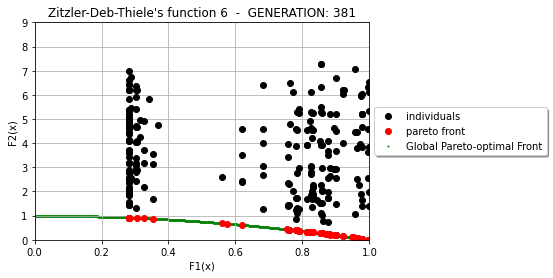 Zitzler-Deb-Thiele's function 6  -  GENERATION: 381
9
8
7
6
5
4
3
2
1
0
F2(x)
0.0 0.2 0.4 0.6 0.8 1.0
F1(x)
individuals
pareto front
Global Pareto-optimal Front